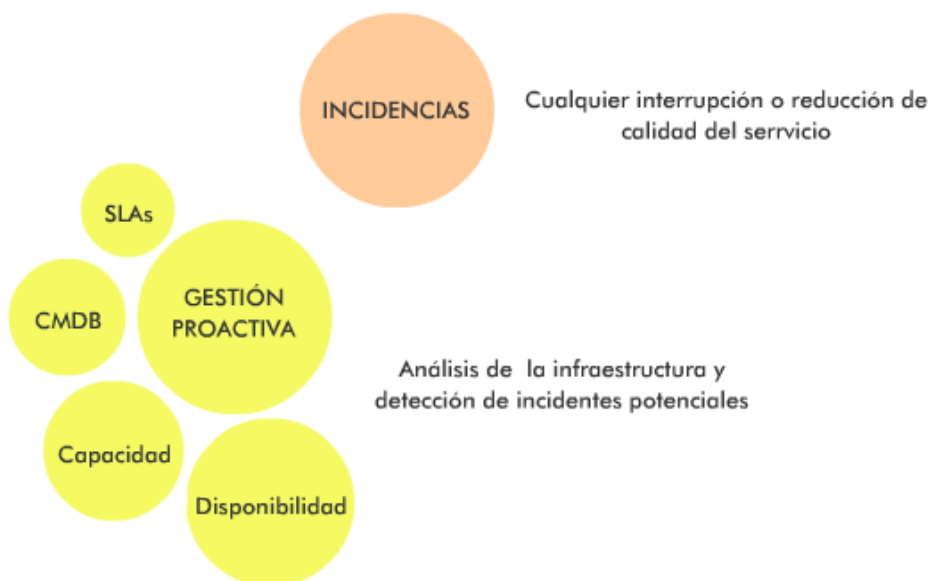 INCIDENCIAS
Cualquier interrupción o reducción de
calidad del serrvicio
SLAs
GESTIÓN
PROACTIVA
CMDB
Análisis de la infraestructura y
detección de incidentes potenciales
Capacidad
Disponibilidad